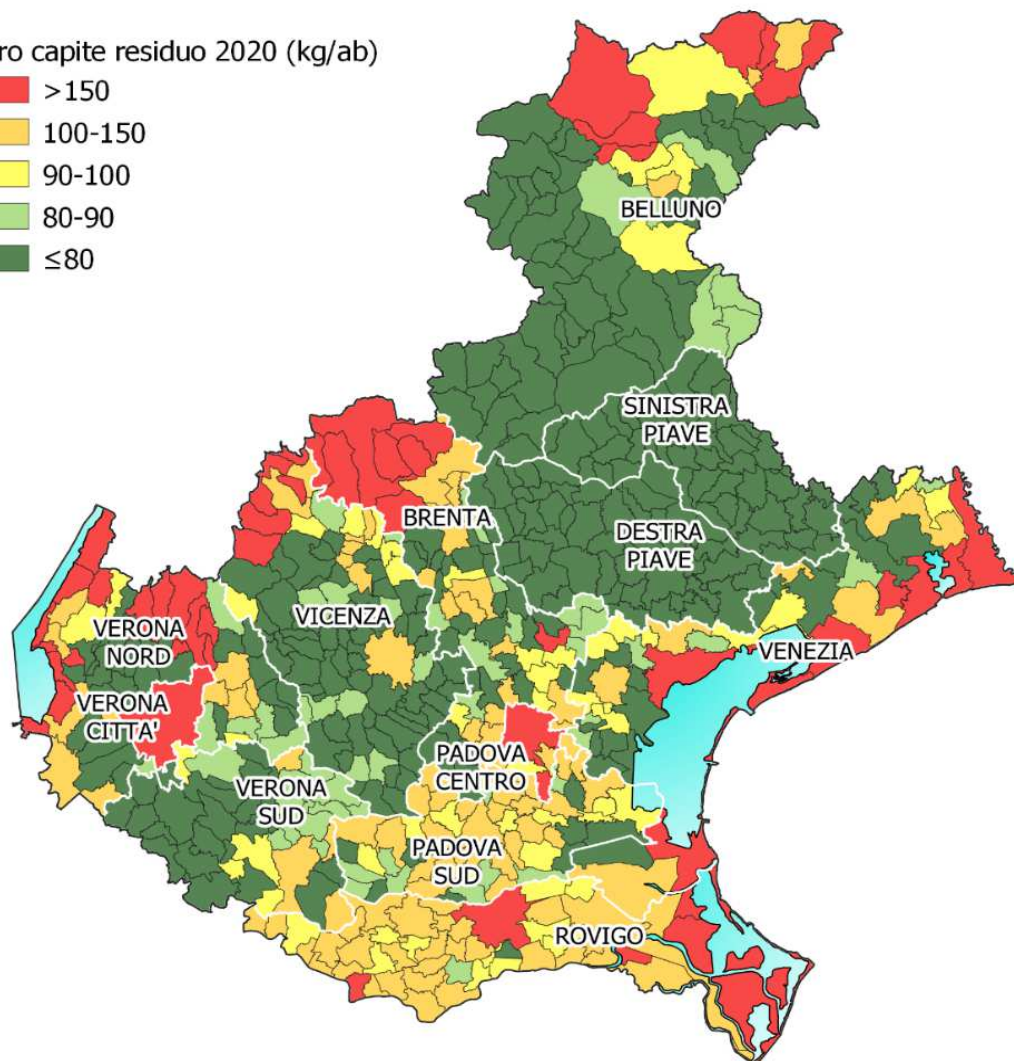 ro capite residuo 2020 (kg/ab)
>150
100-150
90-100
80-90
≤80
BELLUNO
SINISTRA
PIAVE
BRENTA
DESTRA
PIAVE
VICENZA
VERONA
NORD
VENEZIA
VERONA
CITTA'
PADOVA
CENTRO
VERONA
SUD
PADOVA
SUD
ROVIGO